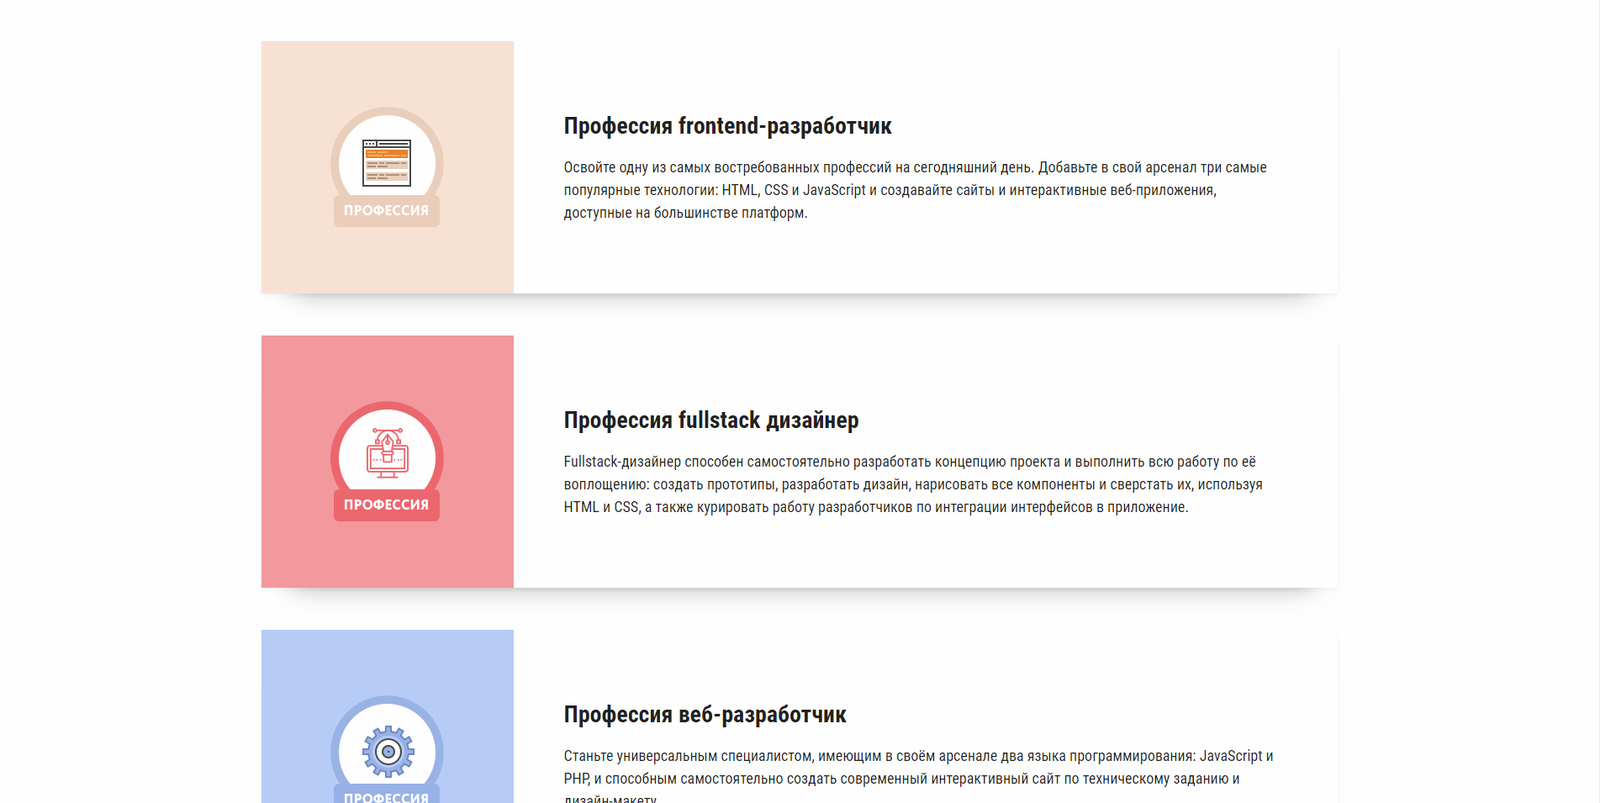 Профессия frontend-разработчик
Освойте одну из самых востребованных профессий на сегодняшний день. Добавьте в свой арсенал три самые
популярные технологии: HTML, CSS и JavaScript и создавайте сайты и интерактивные веб-приложения,
доступные на большинстве платформ.
ПРОФЕССИЯ
Профессия fullstack дизайнер
Fullstack-дизайнер способен самостоятельно разработать концепцию проекта и выполнить всю работу по её
воплощению: создать прототипы, разработать дизайн, нарисовать все компоненты и сверстать их, используя
HTML и CSS, а также курировать работу разработчиков по интеграции интерфейсов в приложение.
ПРОФЕССИЯ
Профессия веб-разработчик
Станьте универсальным специалистом, имеющим в своём арсенале два языка программирования: JavaScript и
PHP, и способным самостоятельно создать современный интерактивный сайт по техническому заданию и
дизайн-макету.
ПРОФЕССИЯ